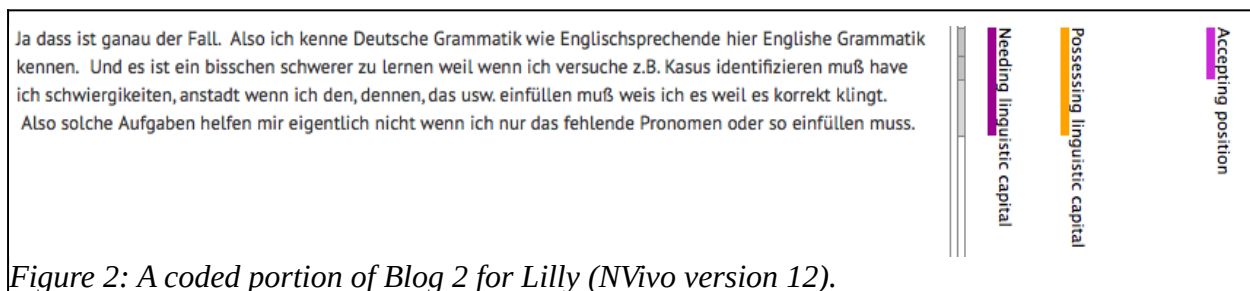 Ja dass ist ganau der Fall. Also ich kenne Deutsche Grammatik wie Englischsprechende hier Englishe Grammatik
kennen. Und es ist ein bisschen schwerer zu lernen weil wenn ich versuche z.B. Kasus identifizieren muß have
ich schwiergikeiten, anstadt wenn ich den, dennen, das usw. einfüllen muß weis ich es weil es korrekt klingt.
Also solche Aufgaben helfen mir eigentlich nicht wenn ich nur das fehlende Pronomen oder so einfüllen muss.
Needing linguistic capital
Possessing linguistic capital
Accepting position
Figure 2: A coded portion of Blog 2 for Lilly (NVivo version 12).